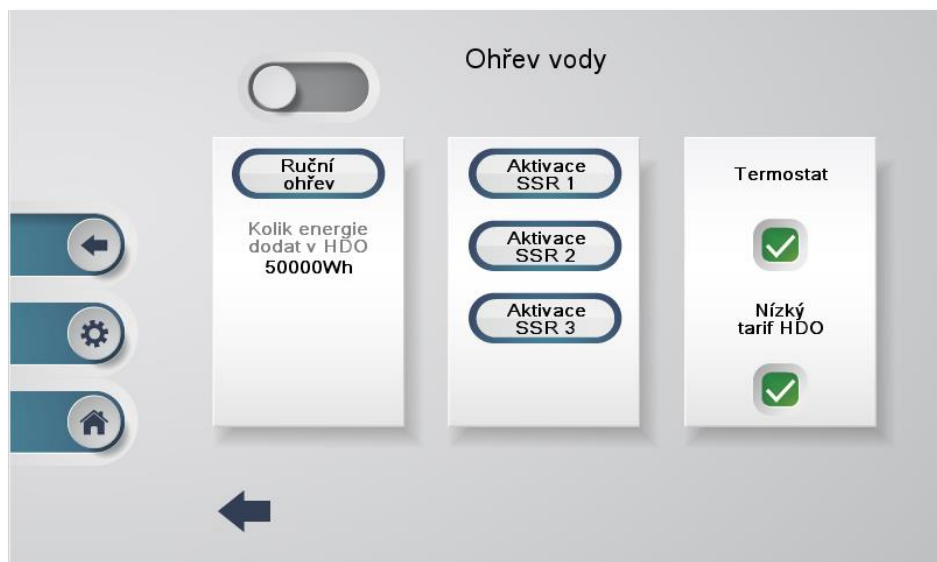 Ohřev vody
Ruční
ohřev
Kolik energie
dodat v HDO
50000Wh
Aktivace
SSR 1
Aktivace
SSR 2
Aktivace
SSR 3
Termostat
Nízký
tarif HDO